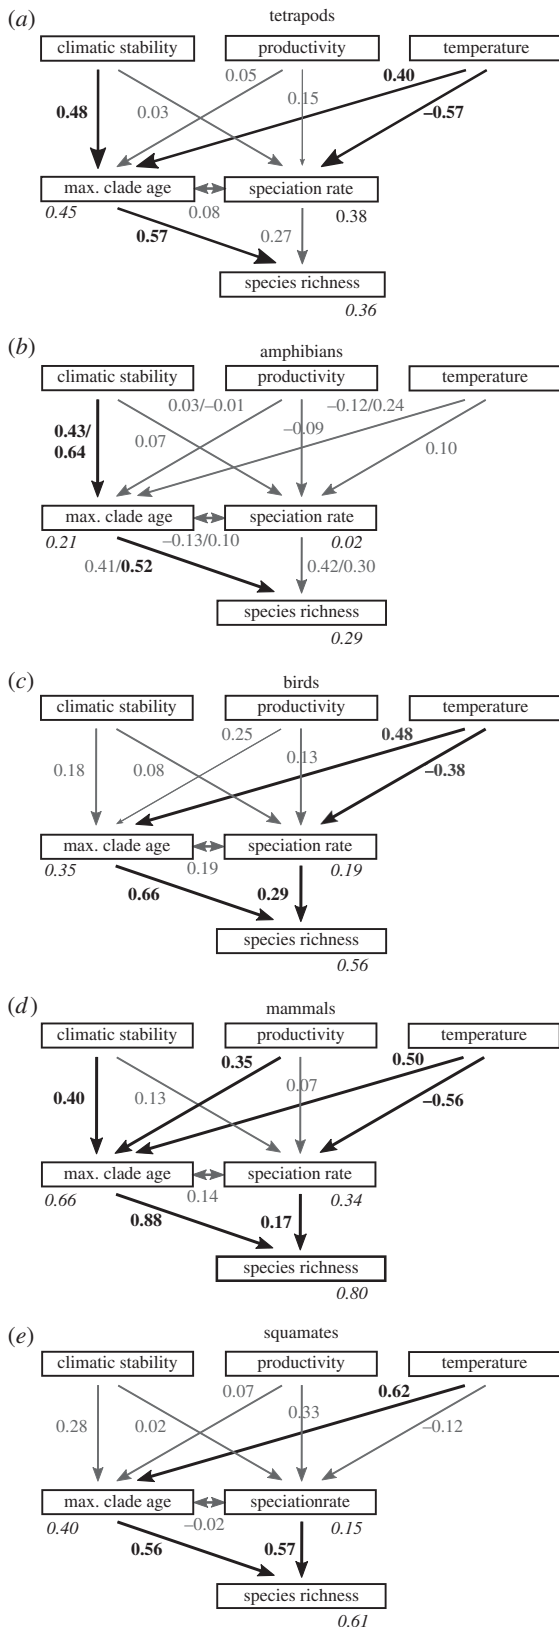 (a) tetrapods
climatic stability productivity temperature
0.05 0.40
0.48 0.03 0.15 –0.57
max. clade age speciation rate
0.45 0.08 0.38
0.57 0.27
species richness
0.36
(b) amphibians
climatic stability productivity temperature
0.03/–0.01 –0.12/0.24
0.43/
0.64 0.07 –0.09 0.10
max. clade age speciation rate
0.21 –0.13/0.10 0.02
0.41/0.52 0.42/0.30
species richness
0.29
(c) birds
climatic stability productivity temperature
0.25 0.48
0.18 0.08 0.13 –0.38
max. clade age speciation rate
0.35 0.19 0.19
0.66 0.29
species richness
0.56
(d) mammals
climatic stability productivity temperature
0.35 0.50
0.40 0.13 0.07 –0.56
max. clade age speciation rate
0.66 0.14 0.34
0.88 0.17
species richness
0.80
(e) squamates
climatic stability productivity temperature
0.07 0.62
0.28 0.02 0.33 –0.12
max. clade age speciationrate
0.40 –0.02 0.15
0.56 0.57
species richness
0.61